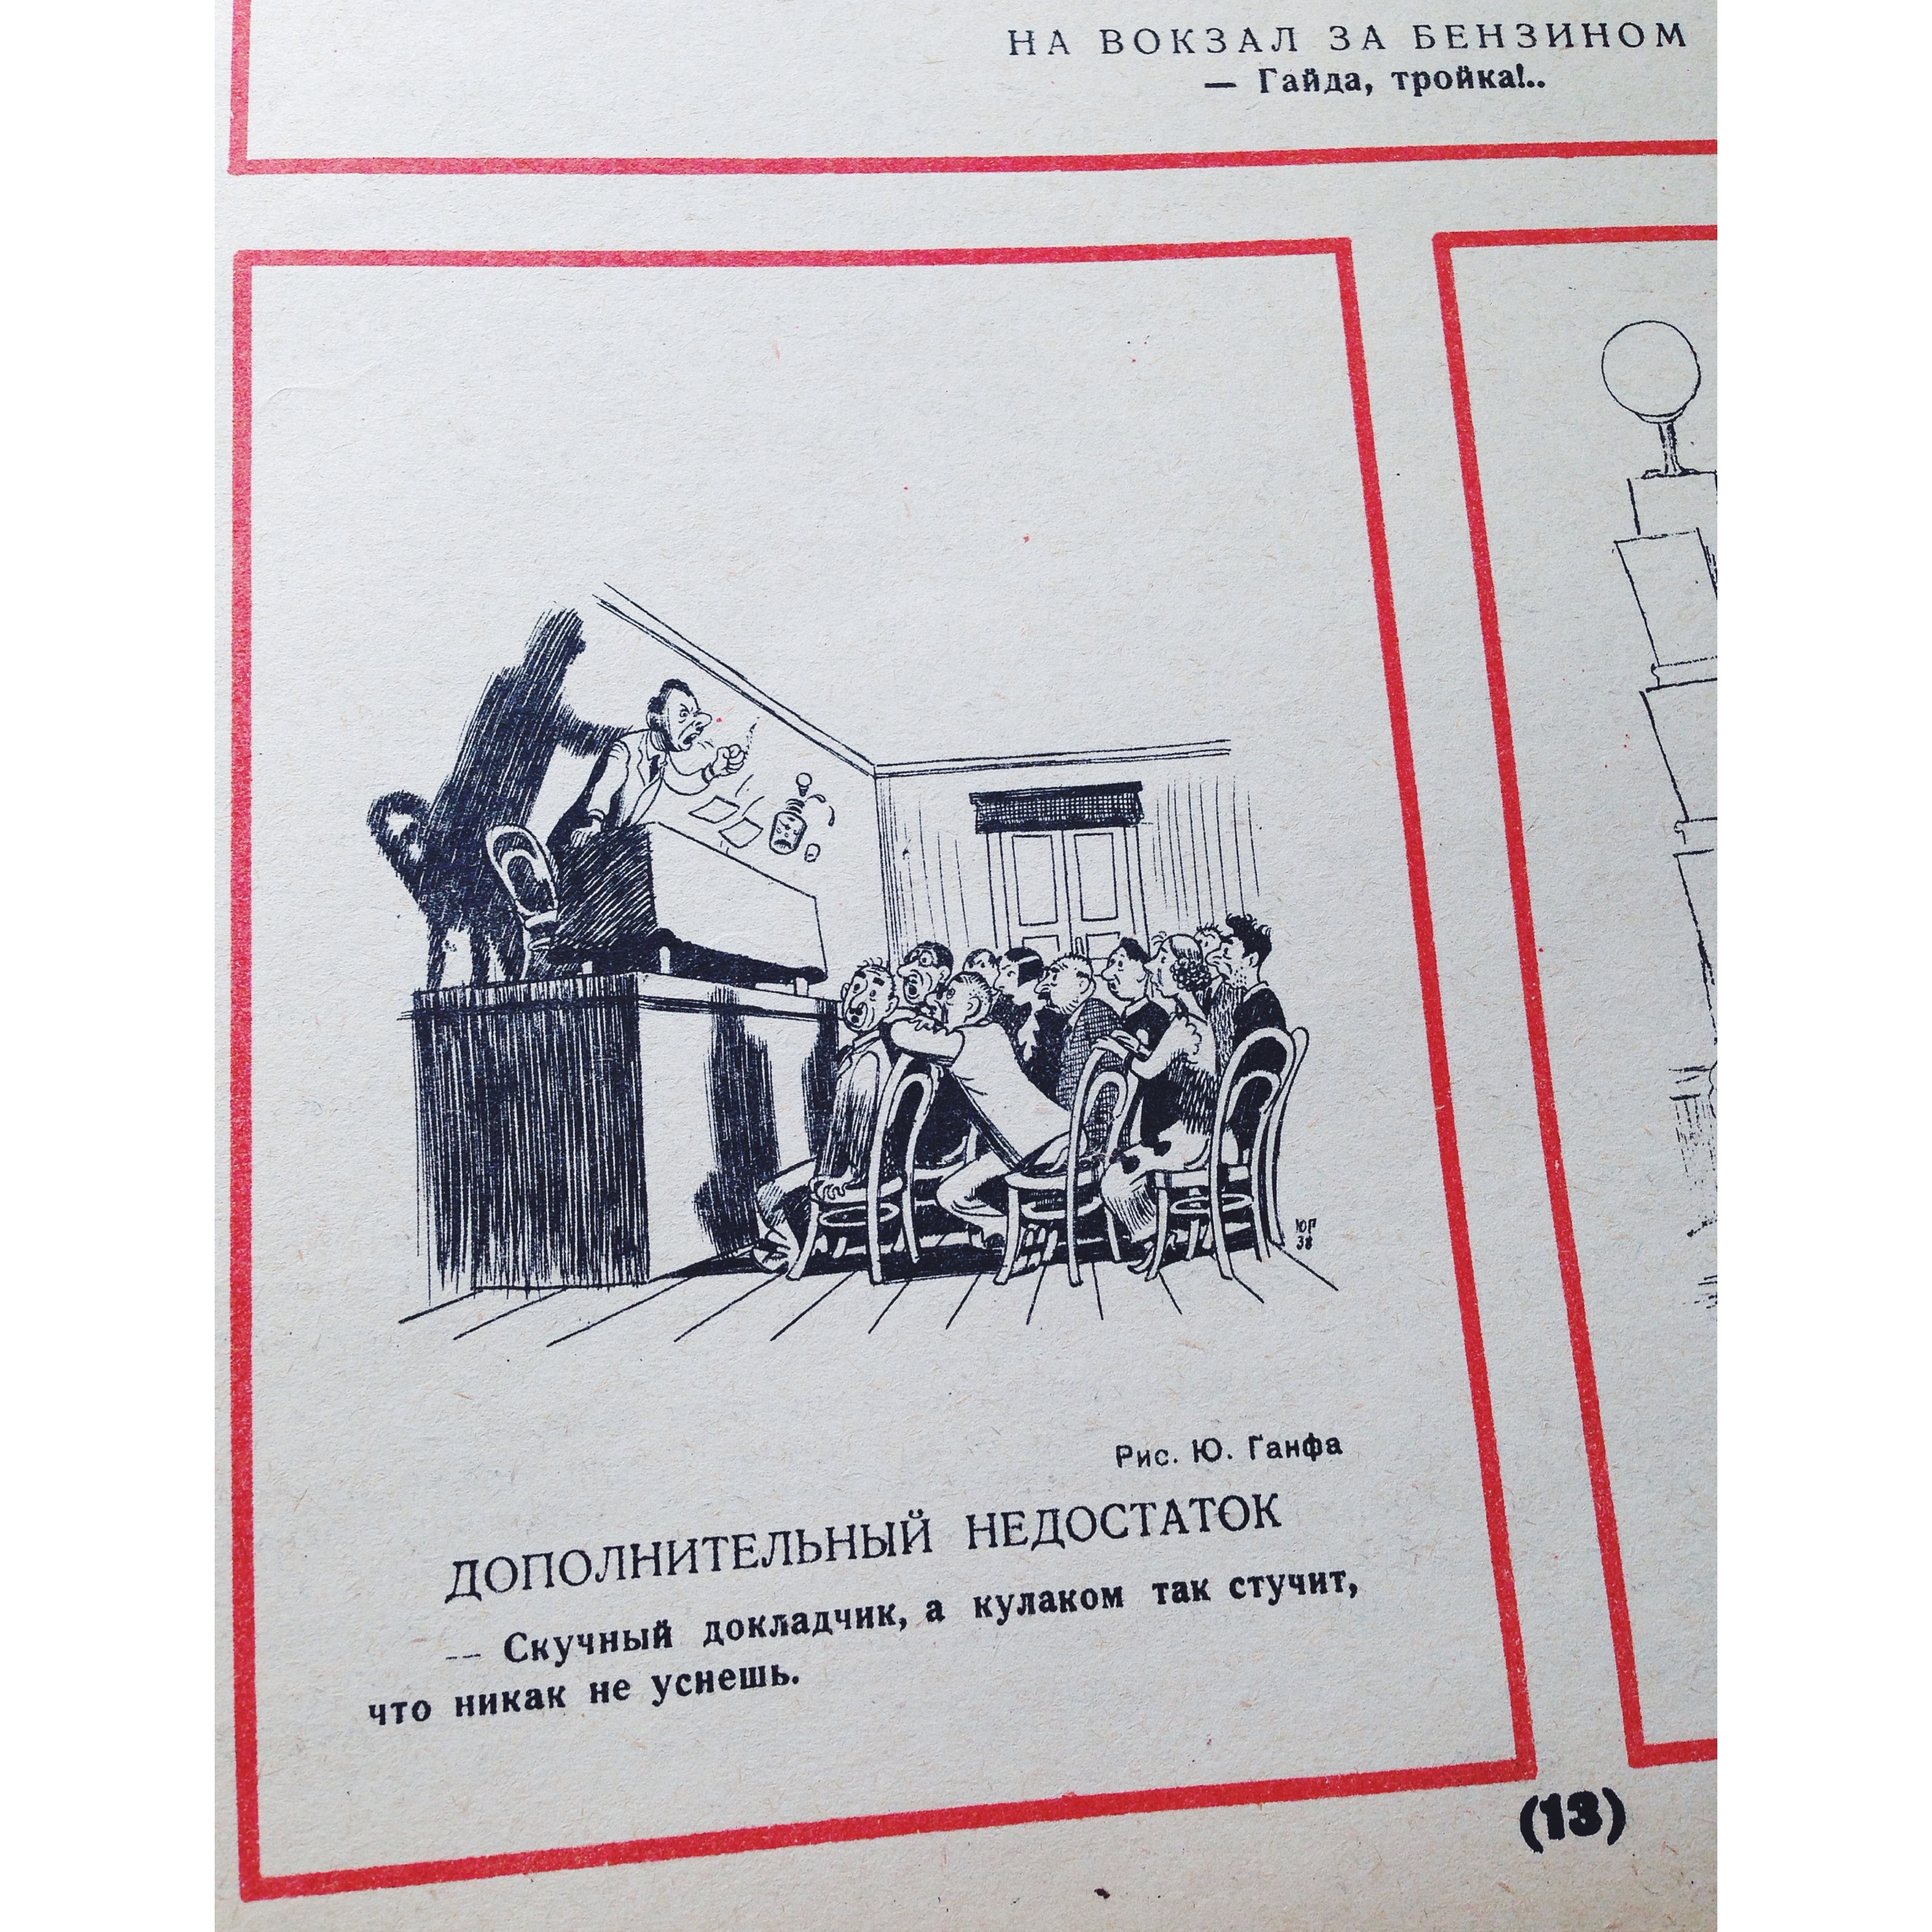 НА ВОКЗАЛ ЗА БЕНЗИНОМ
— Гайда, тройка!..
ЮГ
38
Рис. Ю. Ганфа
ДОПОЛНИТЕЛЬНЫЙ НЕДОСТАТОК
— Скучный докладчик, а кулаком так стучит,
что никак не уснешь.
(13)